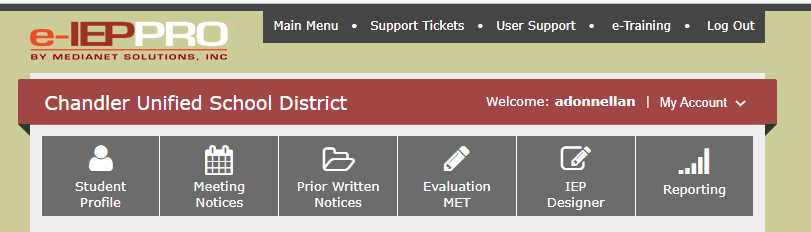 Main Menu • Support Tickets • User Support • e-Training • Log Out
e-IEPPRO
BY MEDIANET SOLUTIONS, INC
Chandler Unified School District
Welcome: adonnellan | My Account
Student
Profile
Meeting
Notices
Prior Written
Notices
Evaluation
MET
IEP
Designer
Reporting